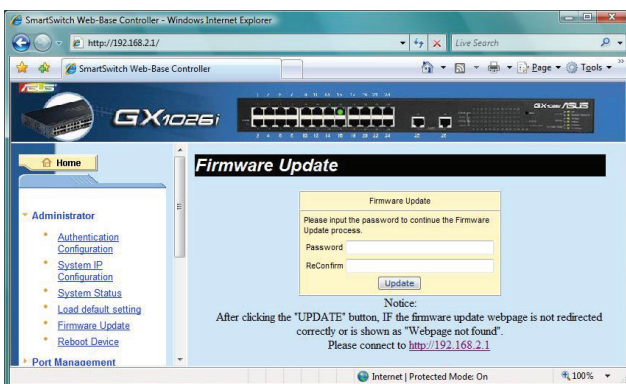 SmartSwitch Web-Base Controller - Windows Internet Explorer
http://192.168.2.1/
Live Search
SmartSwitch Web-Base Controller
Page
Tools
ASUS
GX1026i
GX1026i ASUS
Home
Firmware Update
Administrator
Authentication
Configuration
System IP
Configuration
System Status
Load default setting
Firmware Update
Reboot Device
Port Management
Firmware Update
Please input the password to continue the Firmware
Update process.
Password
ReConfirm
Update
Notice:
After clicking the "UPDATE" button, IF the firmware update webpage is not redirected
correctly or is shown as "Webpage not found".
Please connect to http://192.168.2.1
Internet | Protected Mode: On
100%